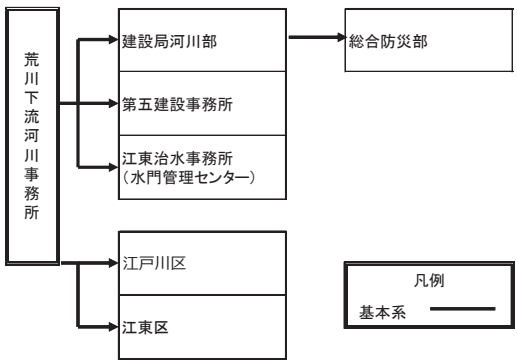 荒川下流河川事務所
建設局河川部
総合防災部
第五建設事務所
江東治水事務所
（水門管理センター）
江戸川区
江東区
凡例
基本系